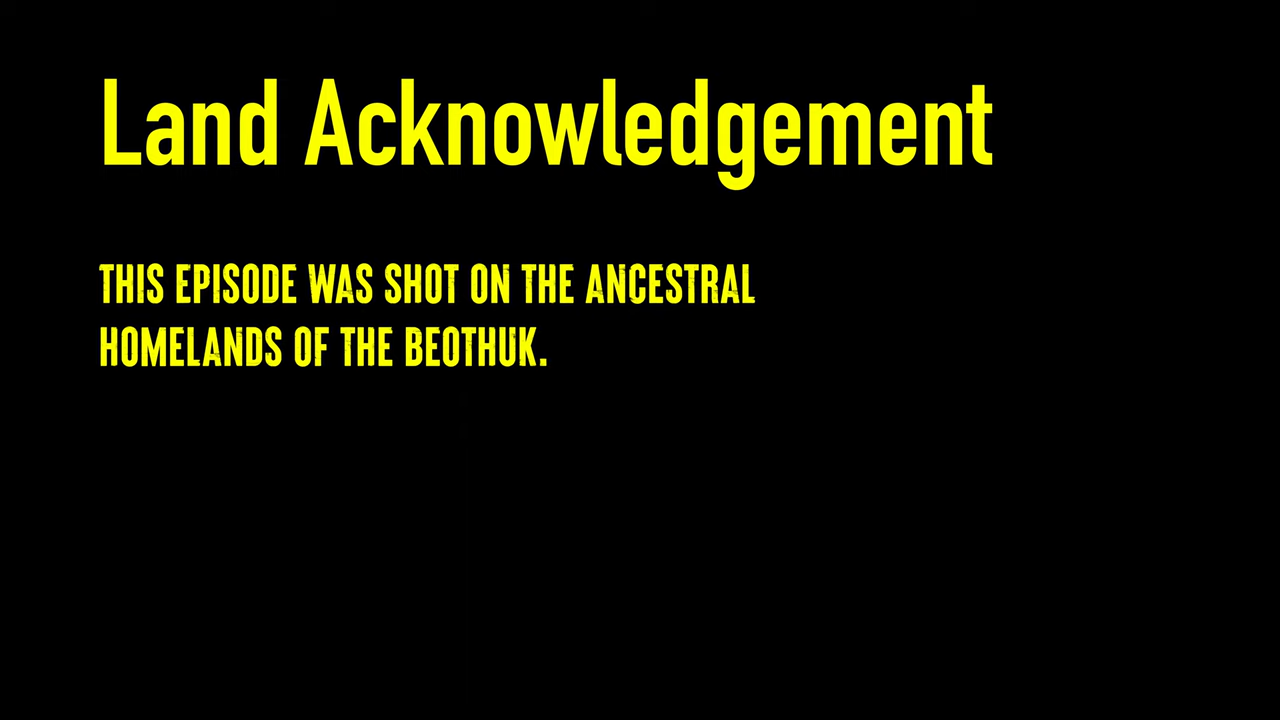 Land Acknowledgement
THIS EPISODE WAS SHOT ON THE ANCESTRAL
HOMELANDS OF THE BEOTHUK.